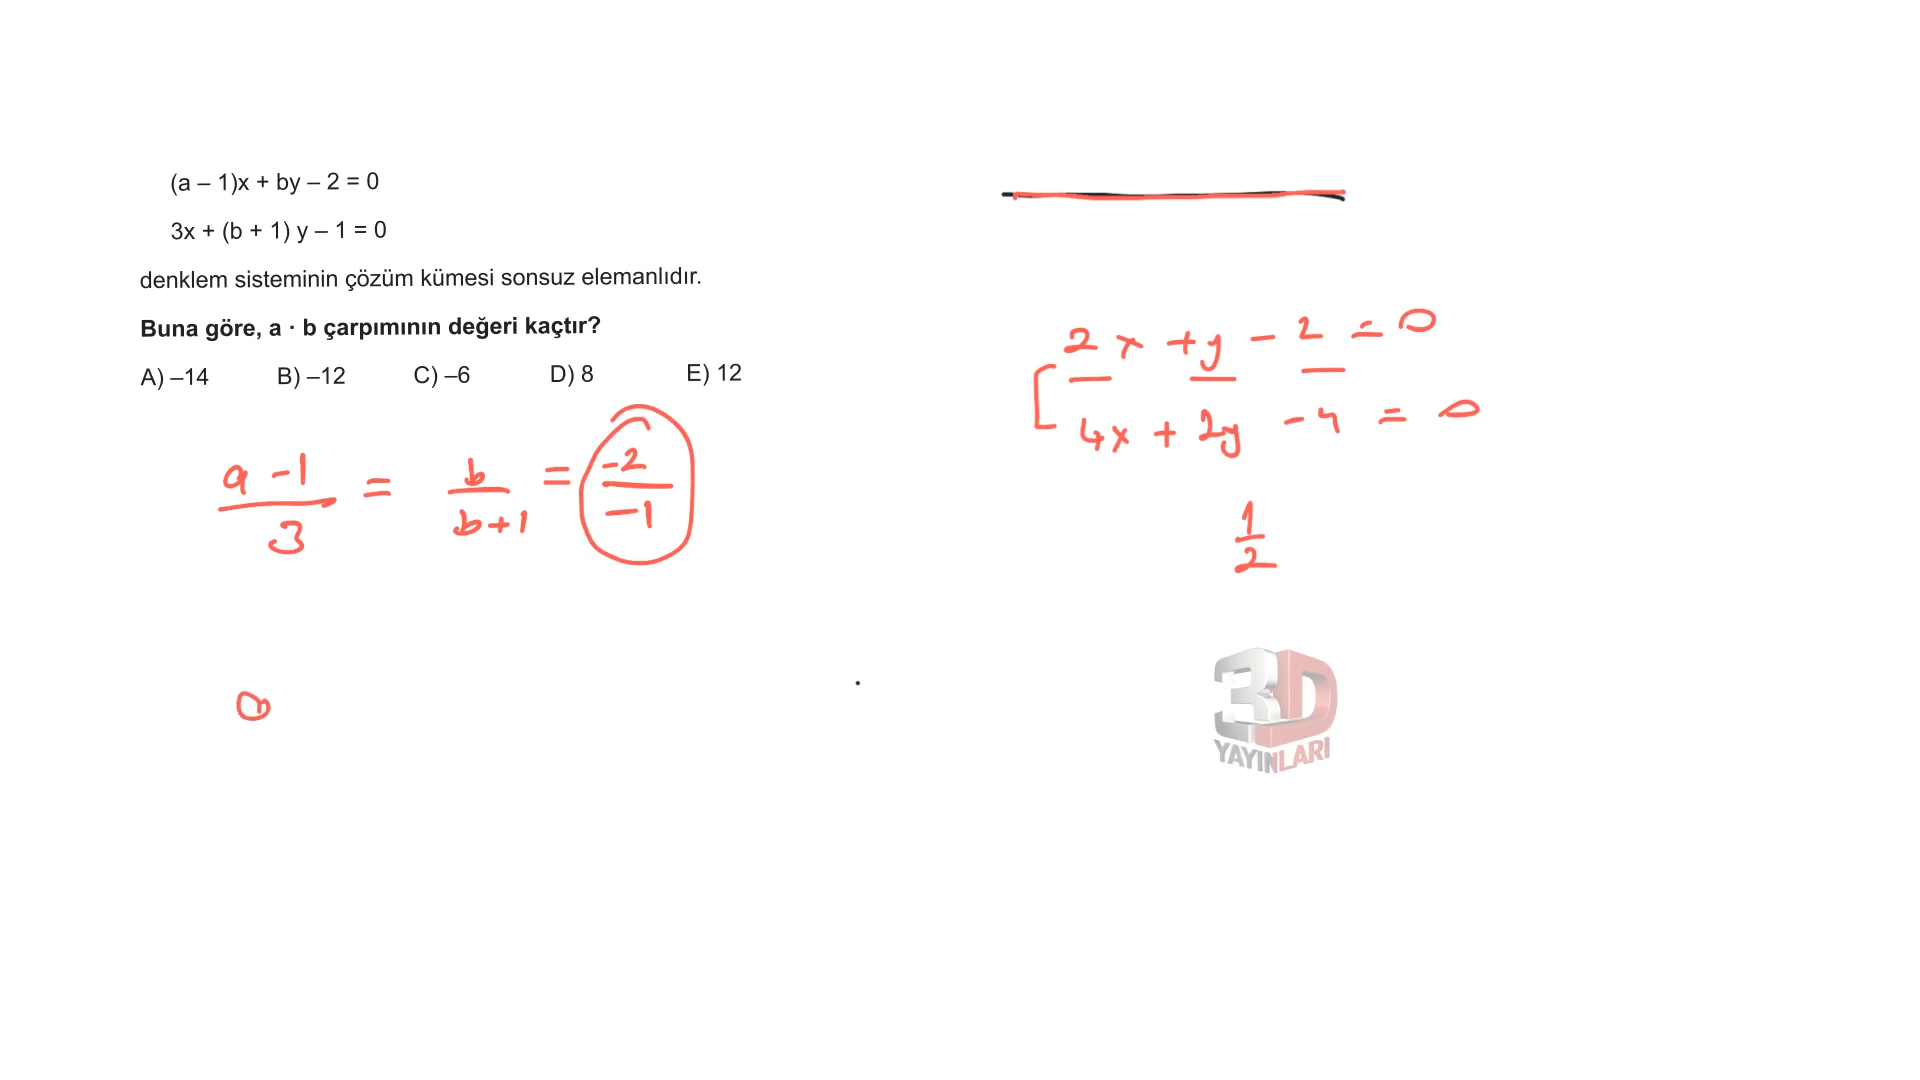 (a – 1)x + by – 2 = 0
3x + (b + 1) y – 1 = 0
denklem sisteminin çözüm kümesi sonsuz elemanlıdır.
Buna göre, a · b çarpımının değeri kaçtır?
A) –14 B) –12 C) –6 D) 8 E) 12
a - 1 / 3 = b / b+1 = -2 / -1
2x + y - 2 = 0
4x + 2y - 4 = 0
1/2
3D
YAYINLARI